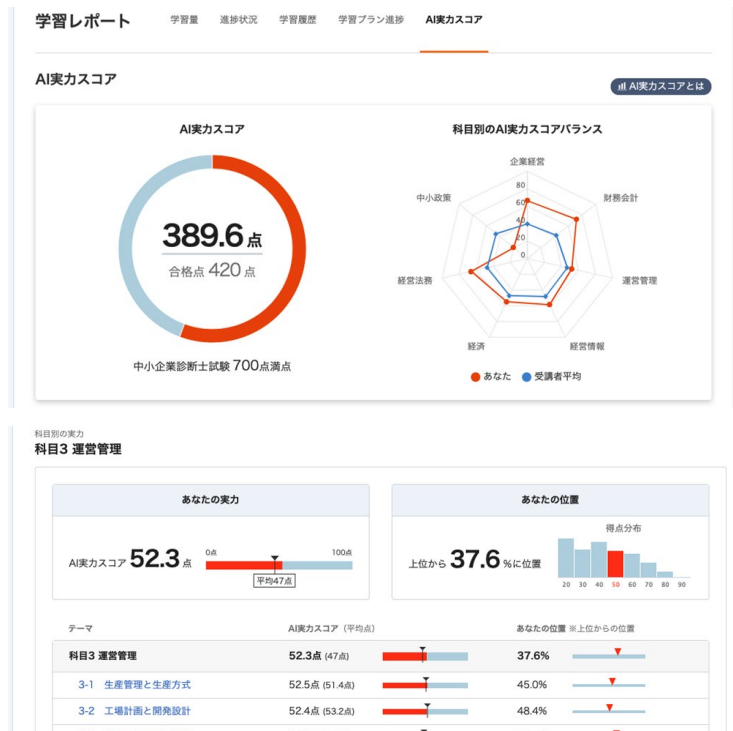 学習レポート 学習量 進捗状況 学習履歴 学習プラン進捗 AI実力スコア
AI実力スコア
AI実力スコアとは
AI実力スコア
389.6点
合格点 420 点
中小企業診断士試験 700点満点
科目別のAI実力スコアバランス
企業経営
財務会計
運営管理
経営情報
経済
経営法務
中小政策
80
60
40
20
0
あなた 受講者平均
科目別の実力
科目3 運営管理
あなたの実力
AI実力スコア 52.3 点
0点 100点
平均47点
あなたの位置
上位から 37.6 %に位置
得点分布
20 30 40 50 60 70 80 90
テーマ AI実力スコア（平均点） あなたの位置 ※上位からの位置
科目3 運営管理 52.3点 (47点) 37.6%
3-1 生産管理と生産方式 52.5点 (51.4点) 45.0%
3-2 工場計画と開発設計 52.4点 (53.2点) 48.4%